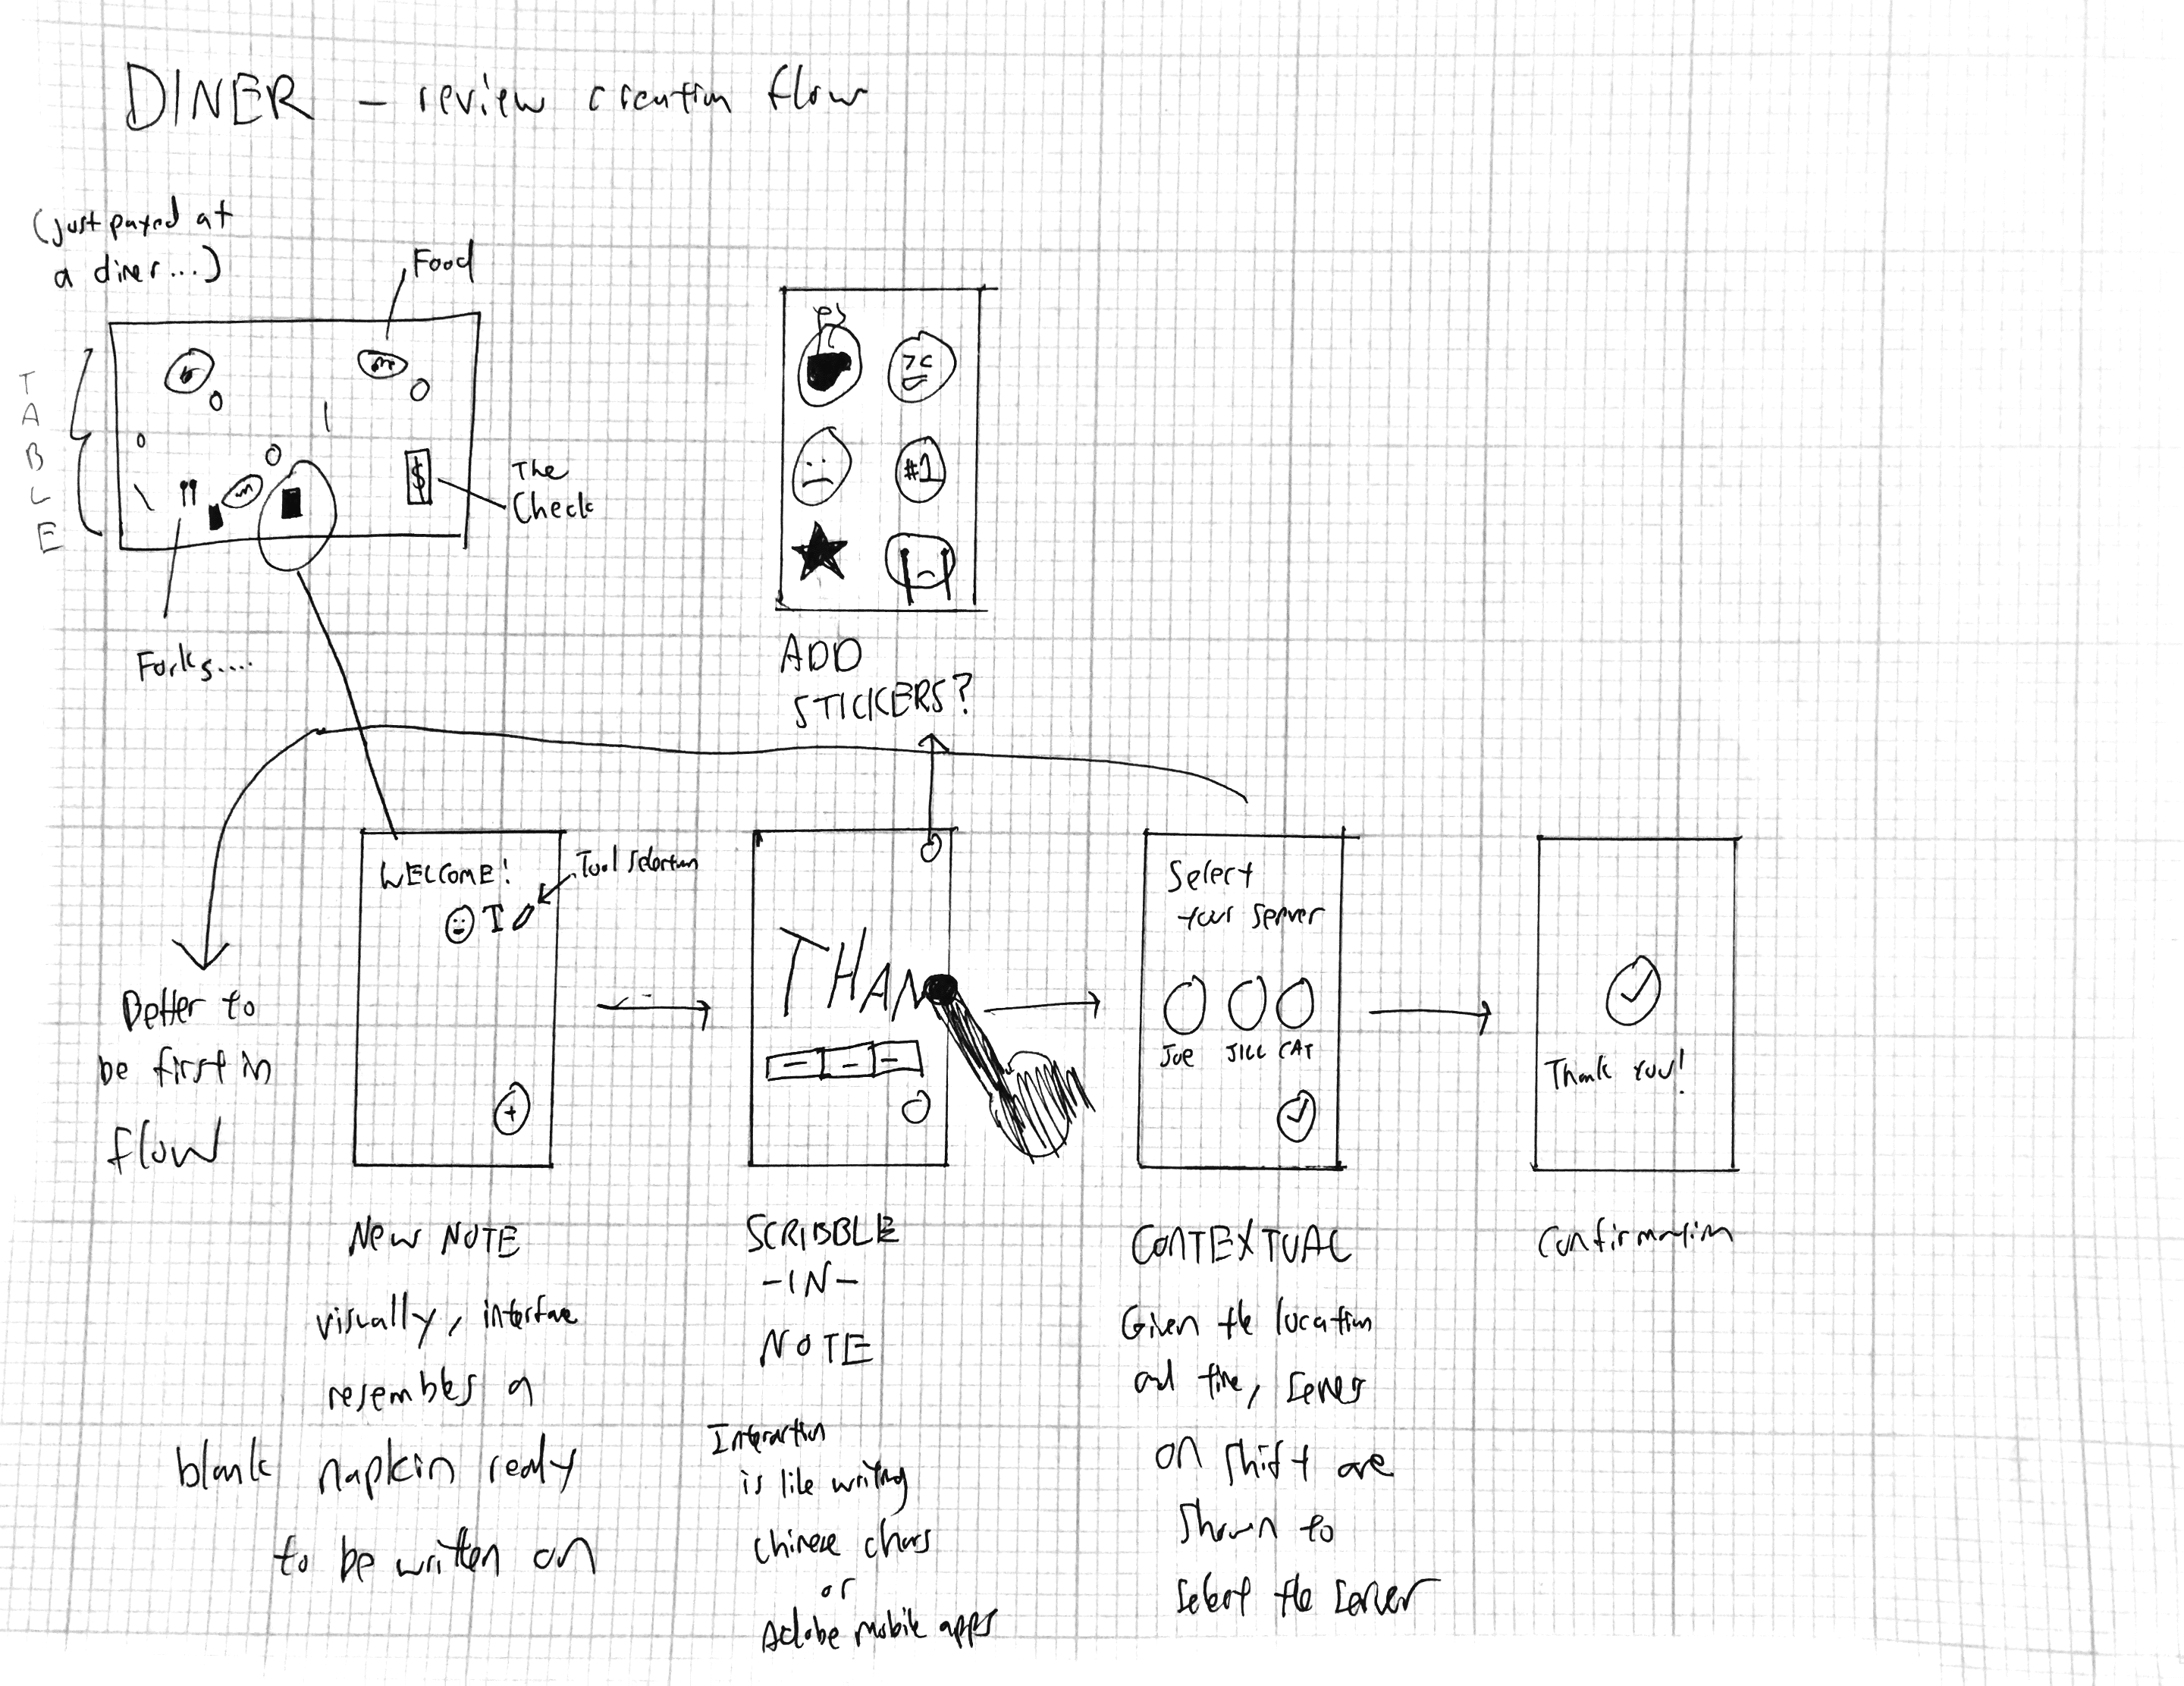 DINER - review creation flow
(just payed at
a diner...)
Food
TABLE
$
The
Check
Forks....
#1
ADD
STICKERS?
WELCOME!
T
Tool Selection
+
THAN
Select
your server
JOE JILL CAT
Thank you!
Better to
be first in
flow
NEW NOTE
visually, interface
resembles a
blank napkin ready
to be written on
SCRIBBLE
-IN-
NOTE
Interaction
is like writing
chinese chars
or
Adobe mobile apps
CONTEXTUAL
Given the location
and time, servers
on shift are
shown to
select the server
Confirmation